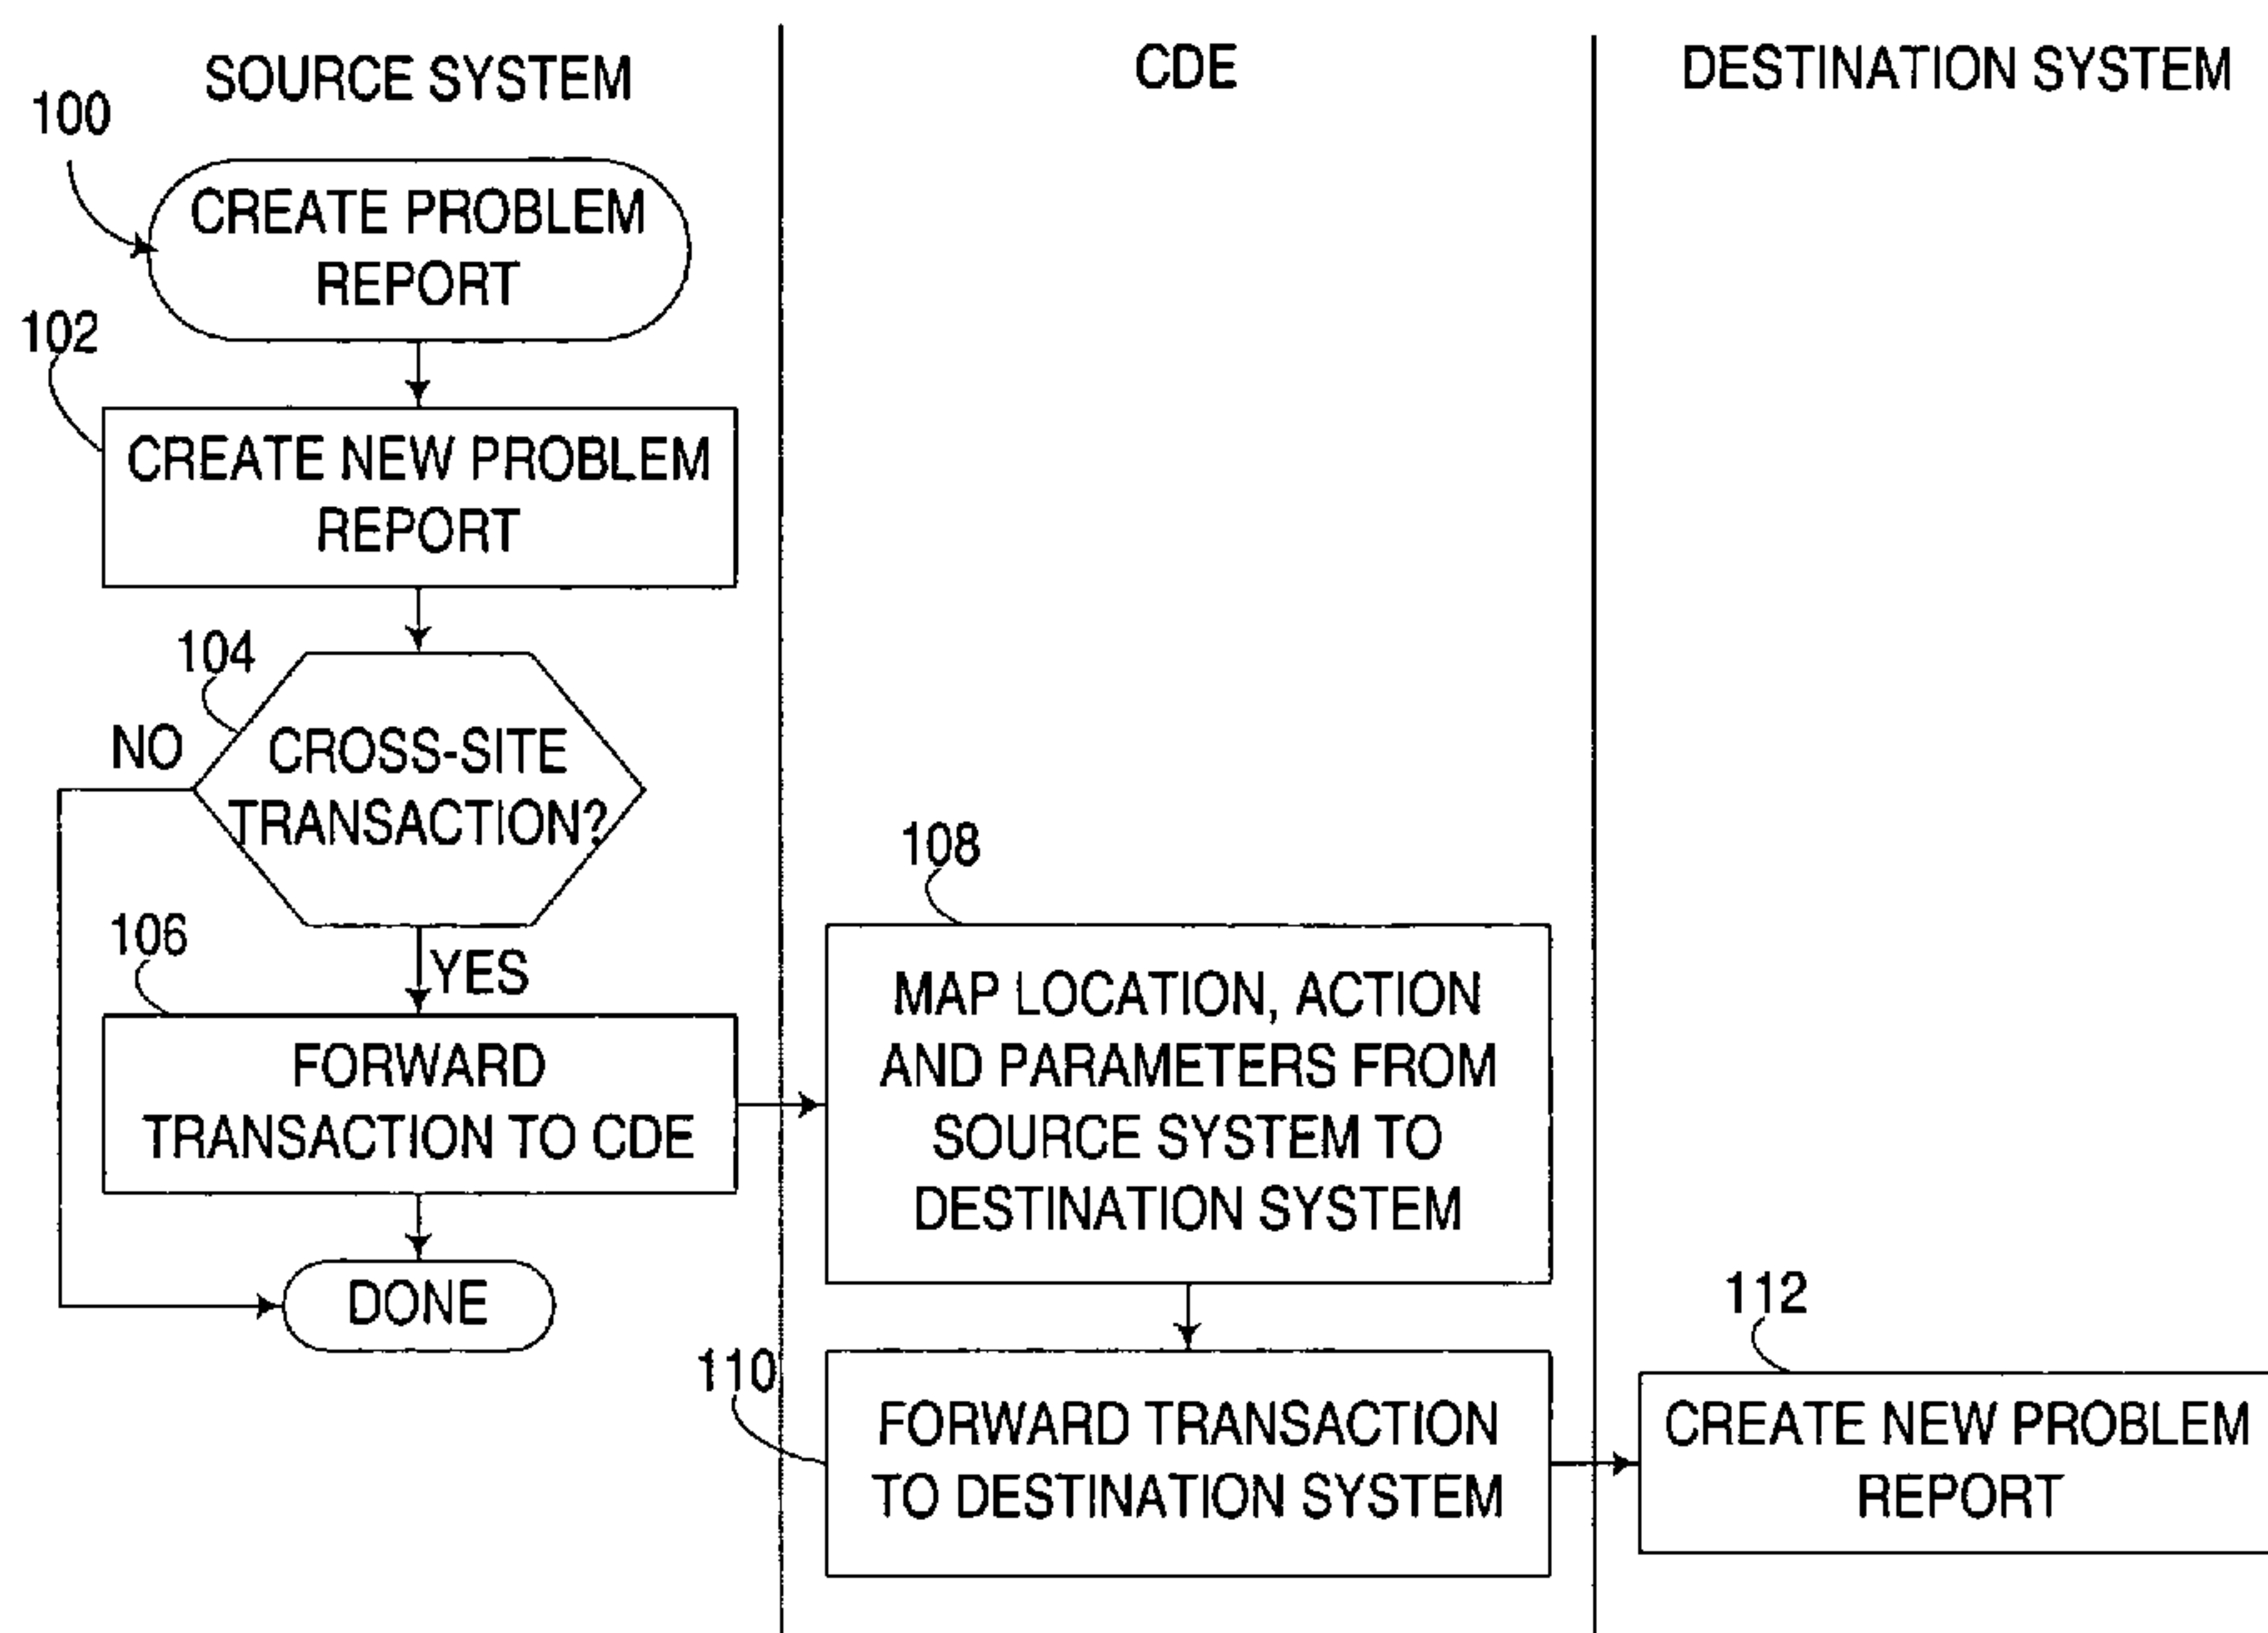 SOURCE SYSTEM
CDE
DESTINATION SYSTEM
100
CREATE PROBLEM
REPORT
102
CREATE NEW PROBLEM
REPORT
104
NO
CROSS-SITE
TRANSACTION?
YES
106
FORWARD
TRANSACTION TO CDE
DONE
108
MAP LOCATION, ACTION
AND PARAMETERS FROM
SOURCE SYSTEM TO
DESTINATION SYSTEM
110
FORWARD TRANSACTION
TO DESTINATION SYSTEM
112
CREATE NEW PROBLEM
REPORT